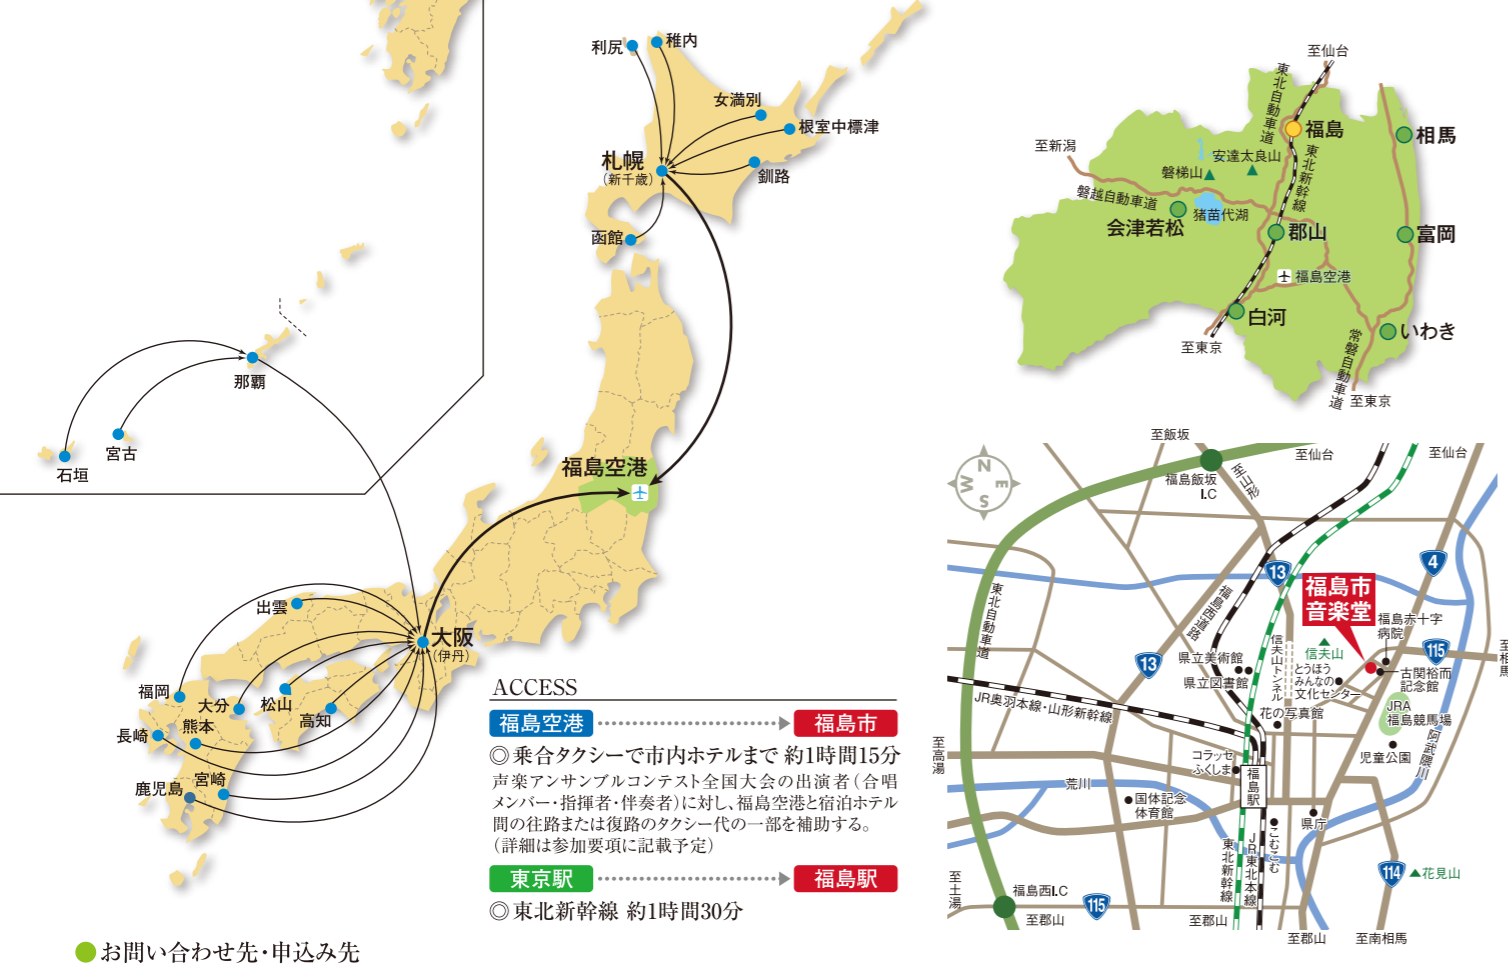 利尻
稚内
女満別
根室中標津
札幌
（新千歳）
釧路
函館
那覇
宮古
石垣
福島空港
出雲
大阪
（伊丹）
福岡
大分
松山
高知
熊本
長崎
宮崎
鹿児島
至仙台
東北自動車道
福島
相馬
至新潟
安達太良山
磐梯山
東北新幹線
磐越自動車道
猪苗代湖
会津若松
郡山
富岡
福島空港
白河
いわき
至東京
常磐自動車道
至東京
ACCESS
福島空港
福島市
◎乗合タクシーで市内ホテルまで 約1時間15分
声楽アンサンブルコンテスト全国大会の出演者（合唱
メンバー・指揮者・伴奏者）に対し、福島空港と宿泊ホテル
間の往路または復路のタクシー代の一部を補助する。
（詳細は参加要項に記載予定）
東京駅
福島駅
◎東北新幹線 約1時間30分
至飯坂
至仙台
至仙台
至山形
福島飯坂
I.C
N
E
S
W
4
13
福島市
音楽堂
福島赤十字
病院
東北自動車道
福島西道路
信夫山トンネル
信夫山
115
至相馬
13
県立美術館
県立図書館
とうほう
みんなの
文化センター
古関裕而
記念館
JR奥羽本線・山形新幹線
花の写真館
JRA
福島競馬場
阿武隈川
児童公園
至高湯
コラッセ
ふくしま
福島駅
荒川
国体記念
体育館
県庁
こむこむ
東北新幹線
JR東北本線
114
花見山
至土湯
福島西I.C
115
至郡山
至郡山
至郡山
至南相馬
お問い合わせ先・申込み先